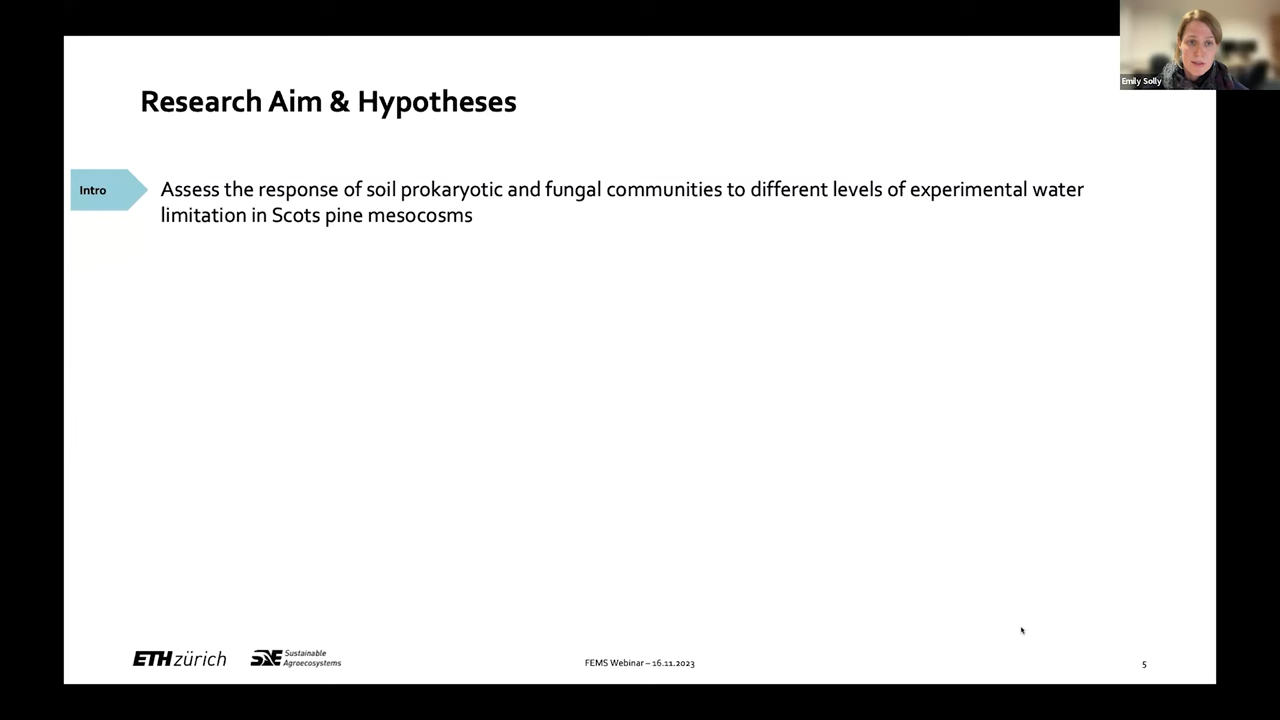 Emily Solly
Research Aim & Hypotheses
Intro
Assess the response of soil prokaryotic and fungal communities to different levels of experimental water
limitation in Scots pine mesocosms
ETH zürich
SAE Sustainable
Agroecosystems
FEMS Webinar – 16.11.2023
5